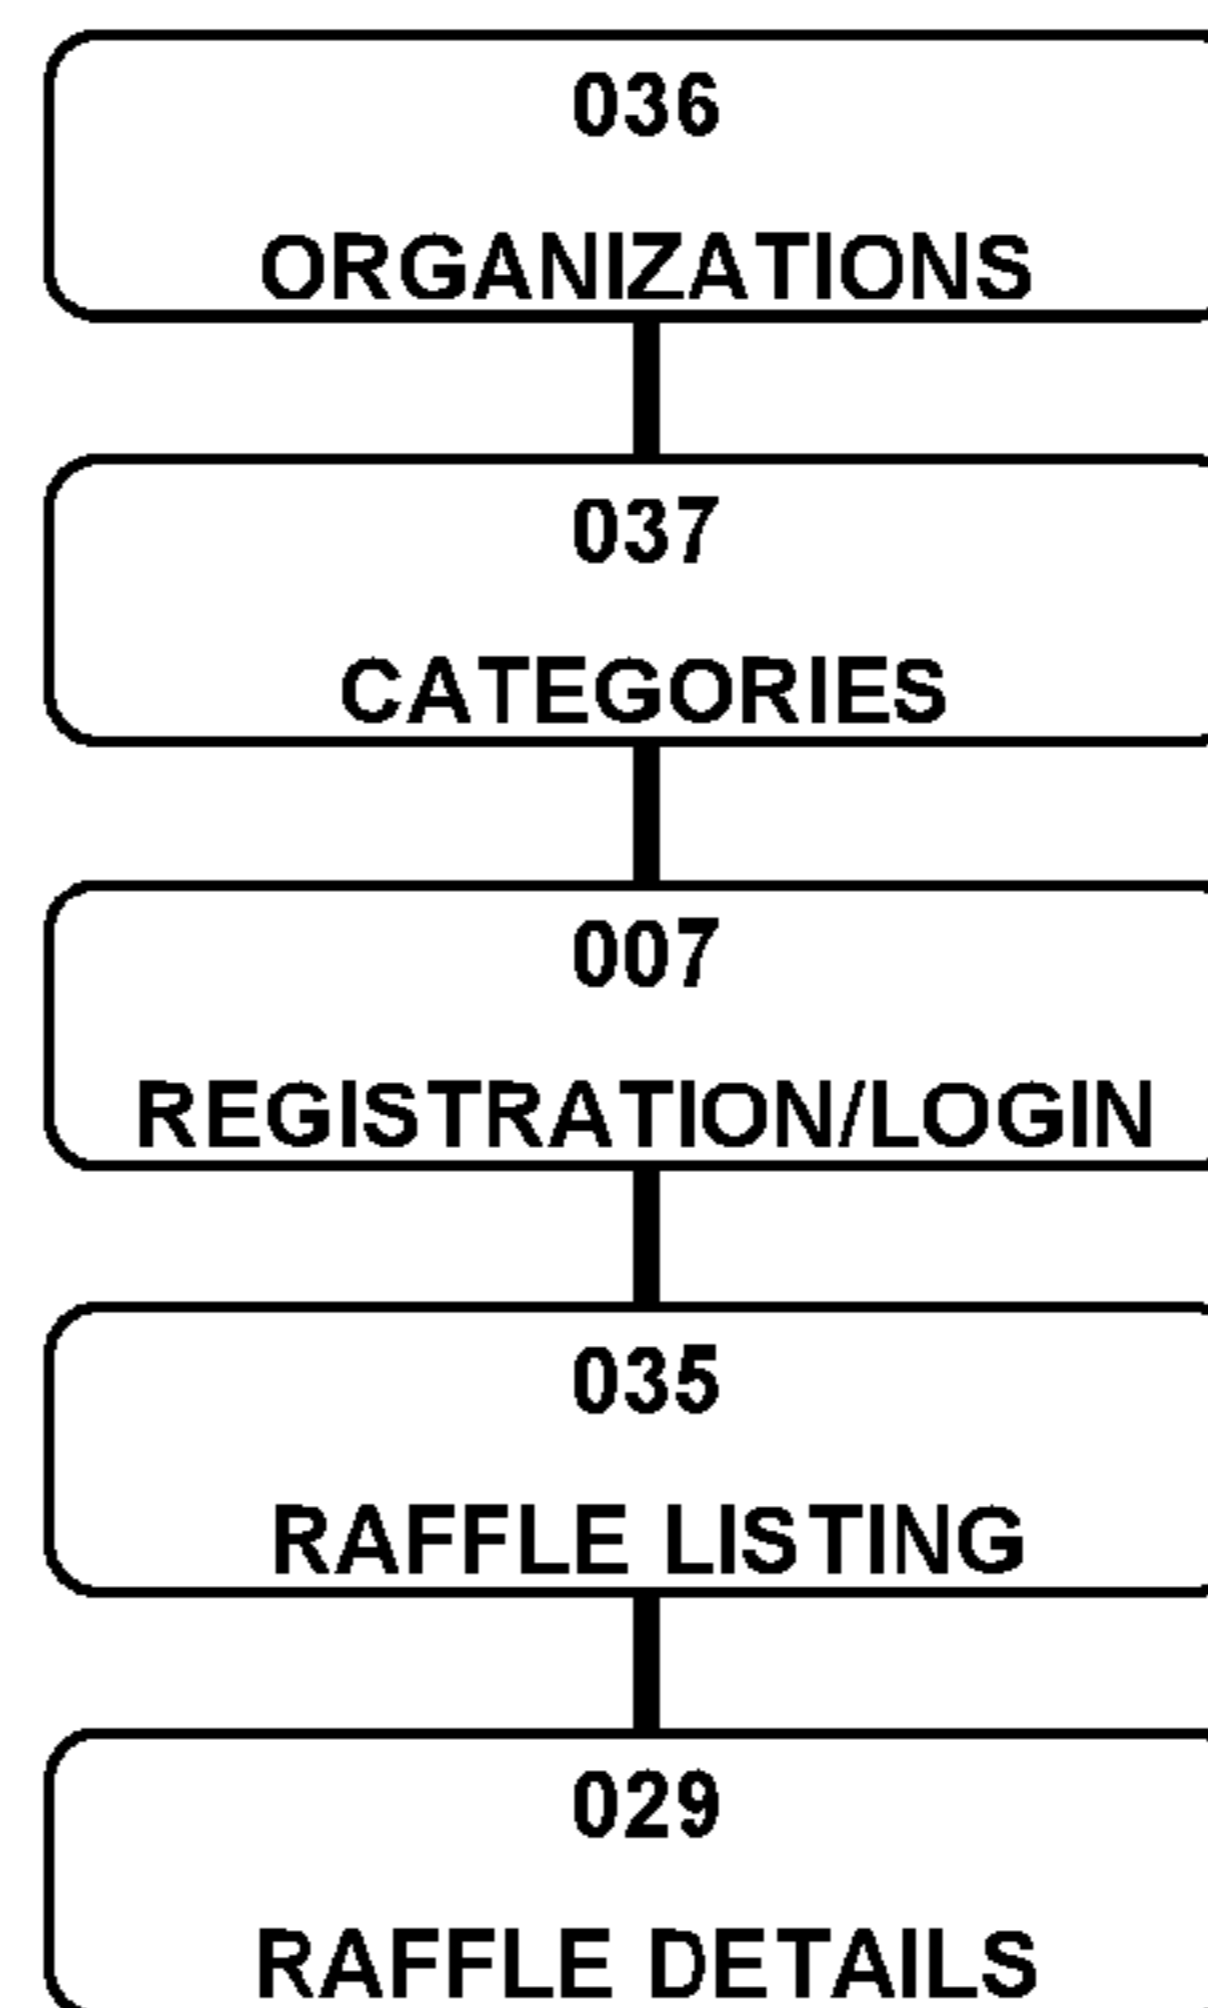 036
ORGANIZATIONS
037
CATEGORIES
007
REGISTRATION/LOGIN
035
RAFFLE LISTING
029
RAFFLE DETAILS